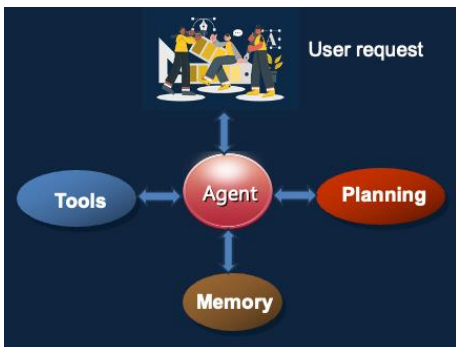 User request
Tools
Agent
Planning
Memory